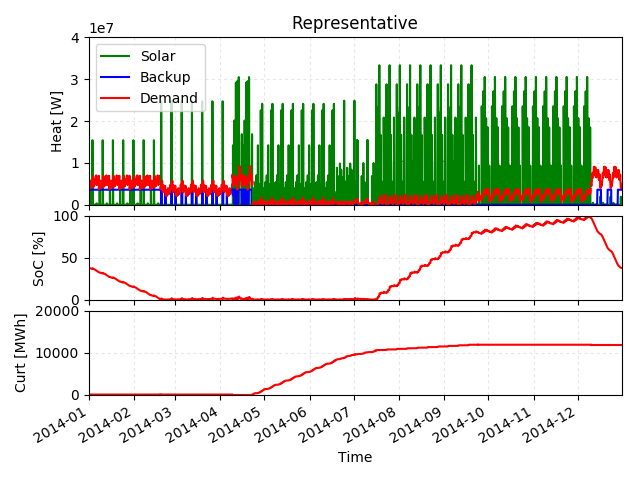 Representative
1e7
Heat [W]
4
3
2
1
0
Solar
Backup
Demand
SoC [%]
100
50
0
Curt [MWh]
20000
10000
0
2014-01 2014-02 2014-03 2014-04 2014-05 2014-06 2014-07 2014-08 2014-09 2014-10 2014-11 2014-12
Time